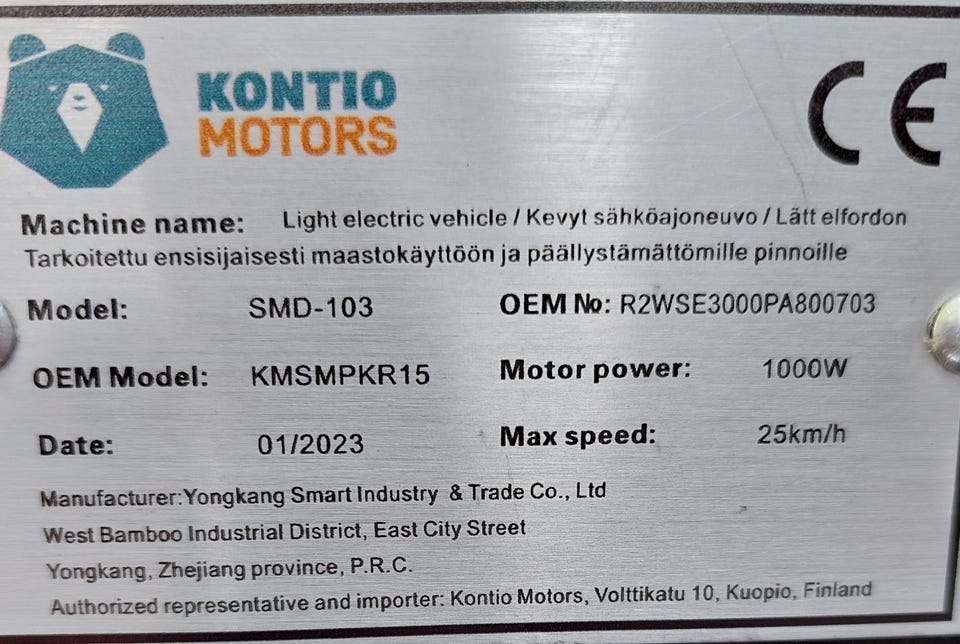 KONTIO
MOTORS
CE
Machine name: Light electric vehicle / Kevyt sähköajoneuvo / Lätt elfordon
Tarkoitettu ensisijaisesti maastokäyttöön ja päällystämättömille pinnoille
Model: SMD-103 OEM No: R2WSE3000PA800703
OEM Model: KMSMPKR15 Motor power: 1000W
Date: 01/2023 Max speed: 25km/h
Manufacturer:Yongkang Smart Industry & Trade Co., Ltd
West Bamboo Industrial District, East City Street
Yongkang, Zhejiang province, P.R.C.
Authorized representative and importer: Kontio Motors, Volttikatu 10, Kuopio, Finland